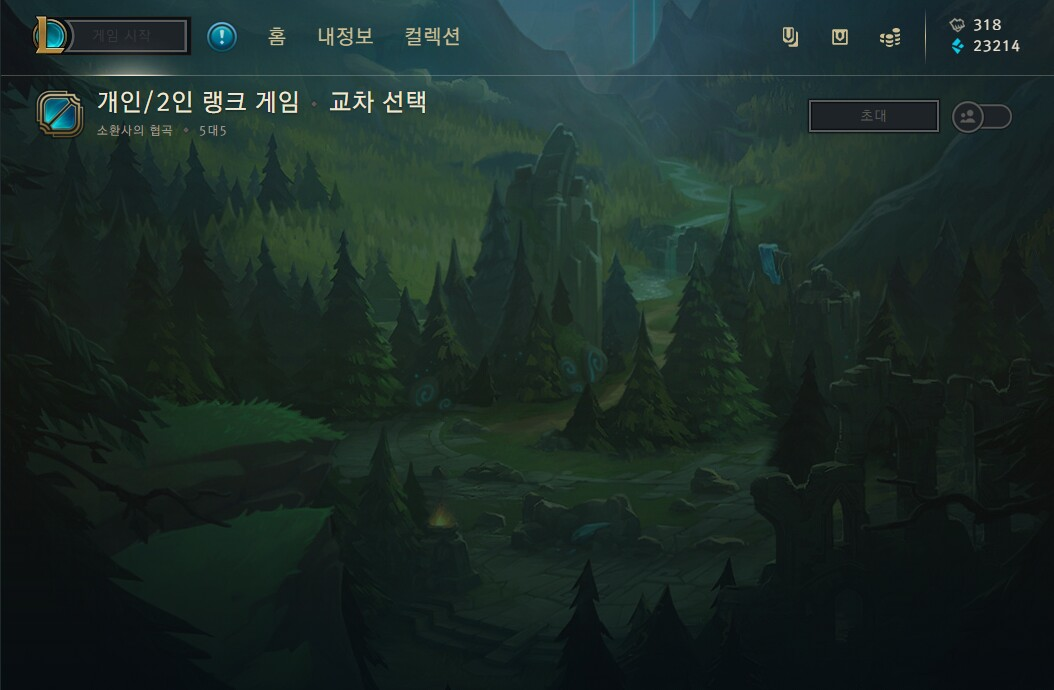 게임 시작
홈
내정보
컬렉션
318
23214
개인/2인 랭크 게임 • 교차 선택
소환사의 협곡 • 5대5
초대